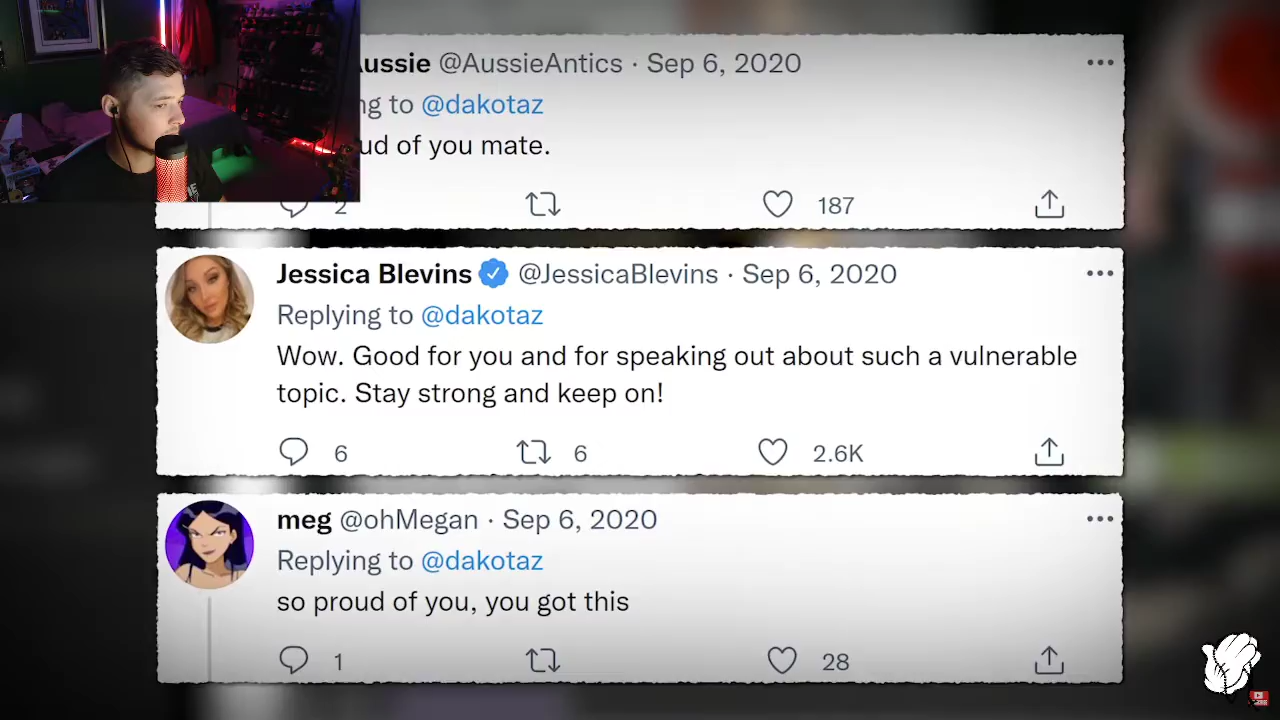 Aussie @AussieAntics · Sep 6, 2020
ng to @dakotaz
ud of you mate.
2 187
Jessica Blevins @JessicaBlevins · Sep 6, 2020
Replying to @dakotaz
Wow. Good for you and for speaking out about such a vulnerable
topic. Stay strong and keep on!
6 6 2.6K
meg @ohMegan · Sep 6, 2020
Replying to @dakotaz
so proud of you, you got this
1 28